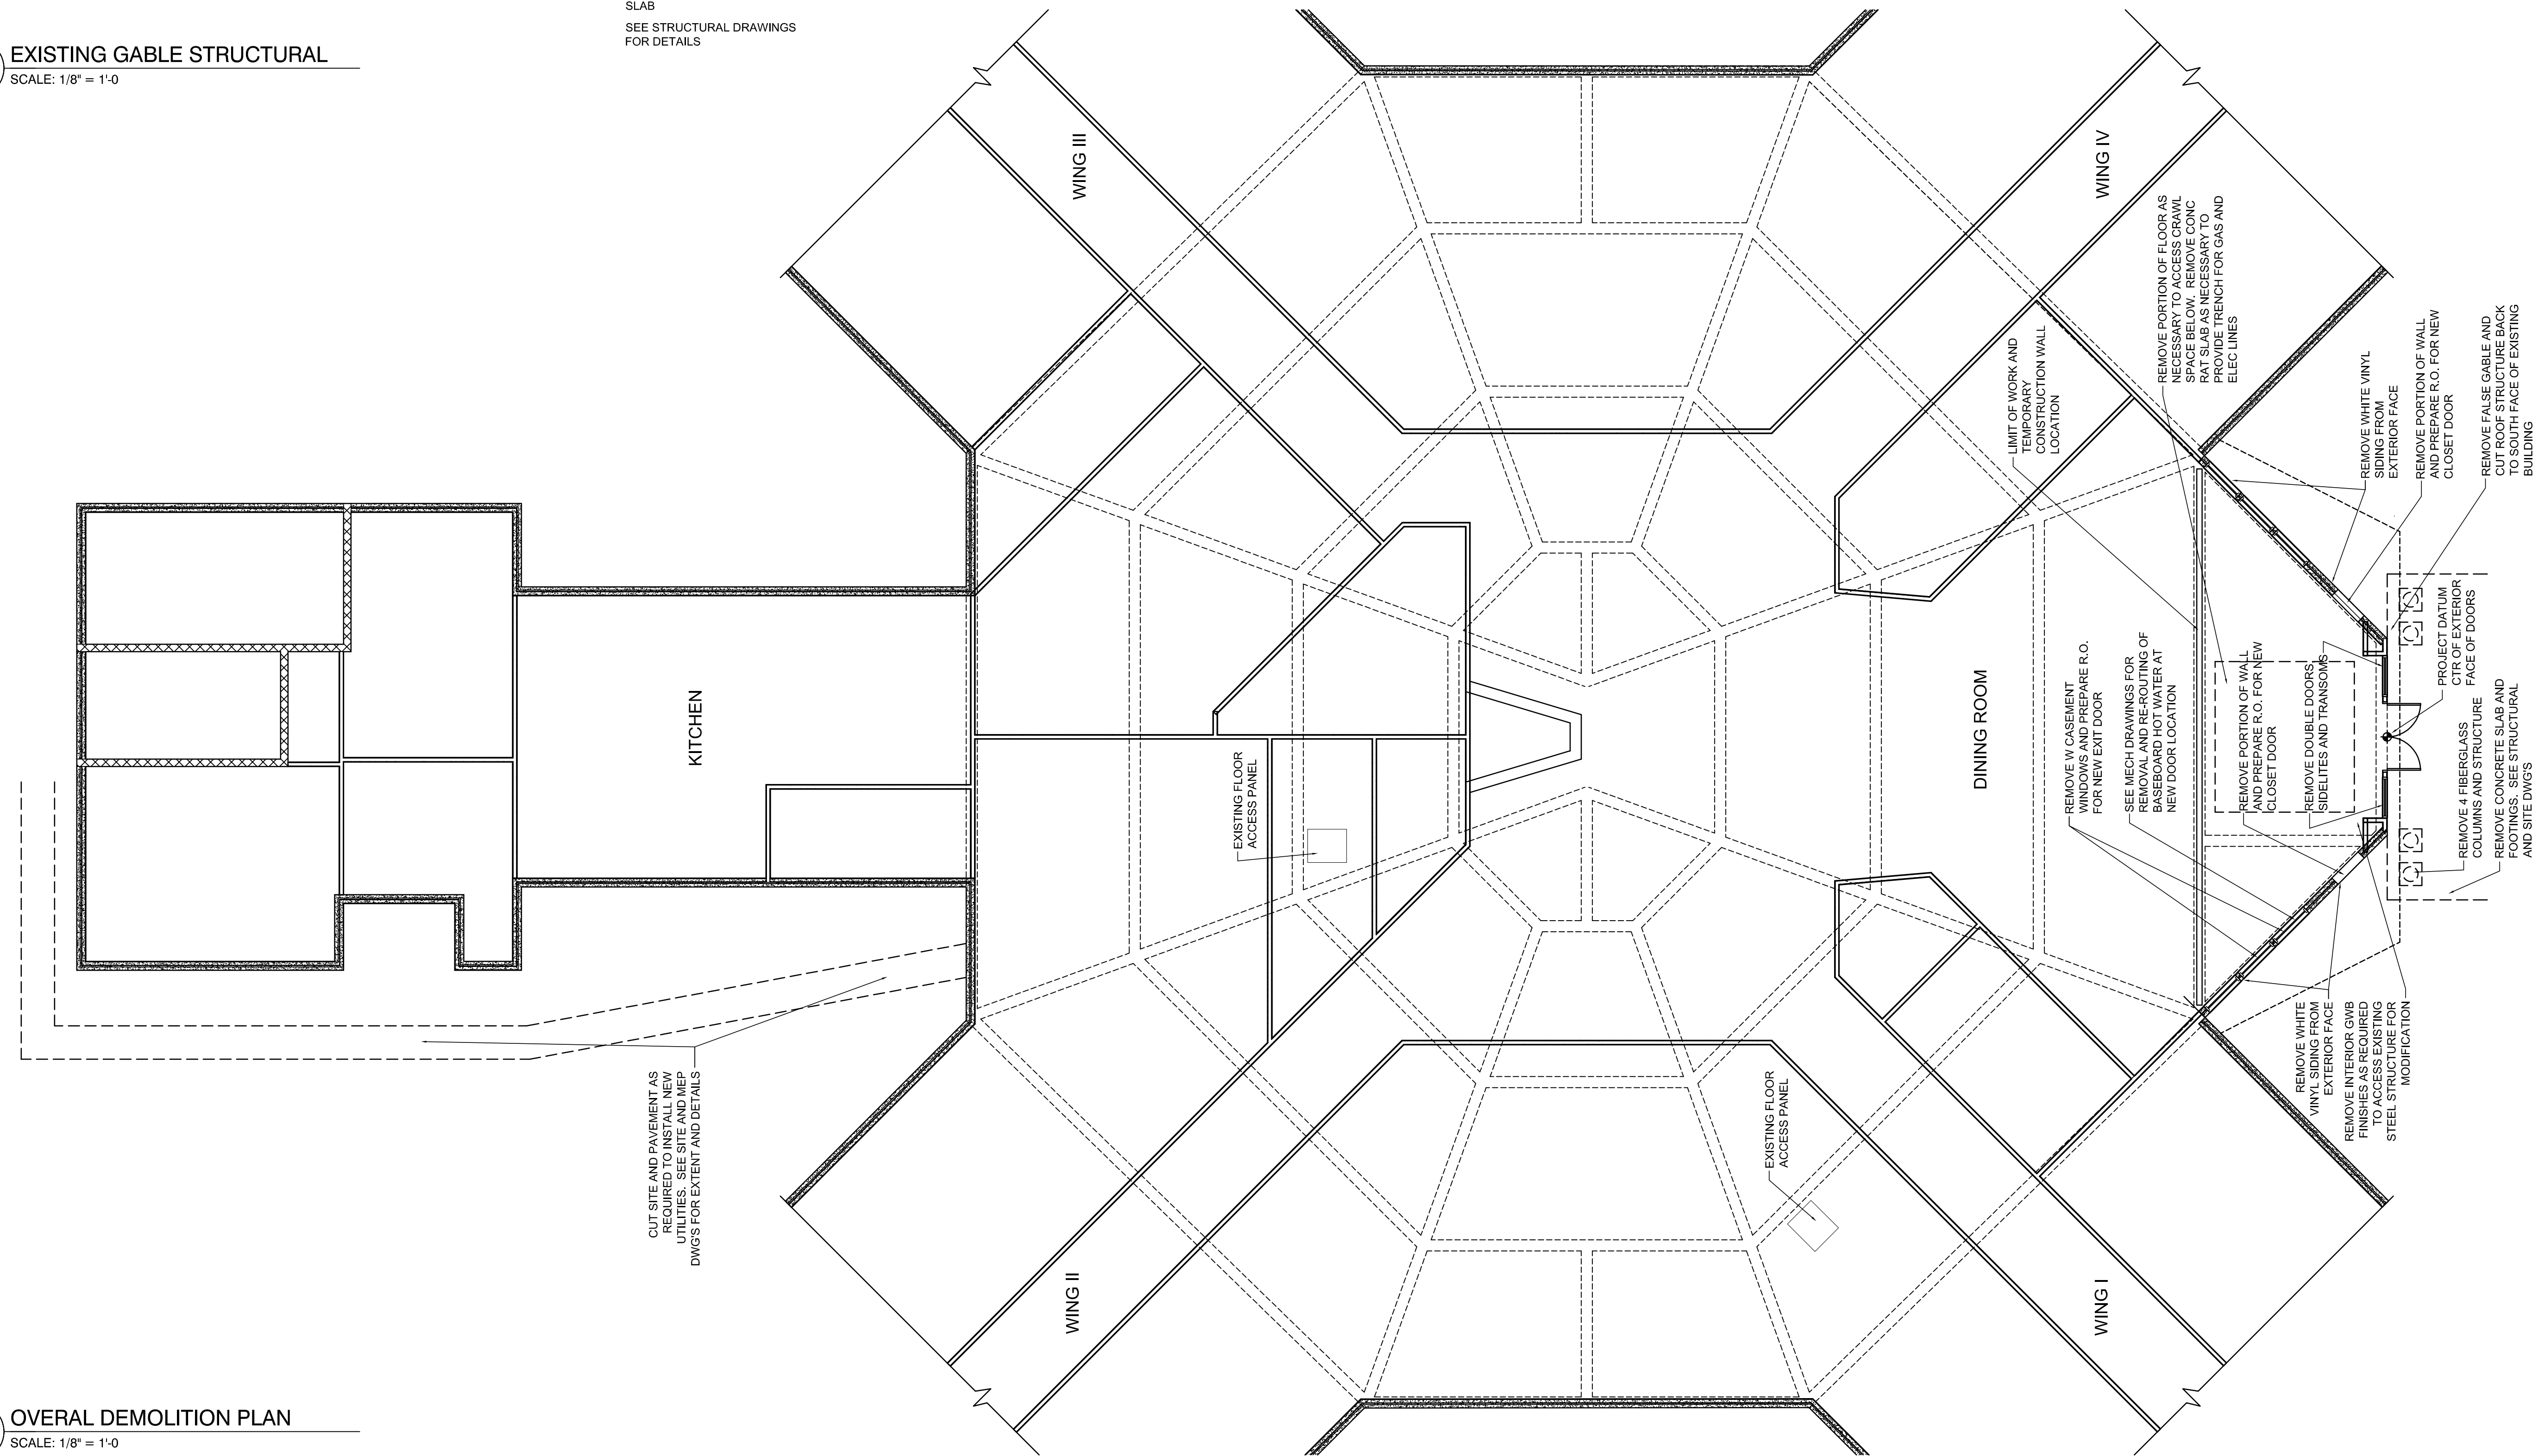 SLAB
SEE STRUCTURAL DRAWINGS
FOR DETAILS
EXISTING GABLE STRUCTURAL
SCALE: 1/8" = 1'-0
WING III
WING IV
REMOVE PORTION OF FLOOR AS
NECESSARY TO ACCESS CRAWL
SPACE BELOW. REMOVE CONC
RAT SLAB AS NECESSARY TO
PROVIDE TRENCH FOR GAS AND
ELEC LINES
LIMIT OF WORK AND
TEMPORARY
CONSTRUCTION WALL
LOCATION
REMOVE WHITE VINYL
SIDING FROM
EXTERIOR FACE
REMOVE PORTION OF WALL
AND PREPARE R.O. FOR NEW
CLOSET DOOR
REMOVE FALSE GABLE AND
CUT ROOF STRUCTURE BACK
TO SOUTH FACE OF EXISTING
BUILDING
KITCHEN
DINING ROOM
EXISTING FLOOR
ACCESS PANEL
REMOVE W CASEMENT
WINDOWS AND PREPARE R.O.
FOR NEW EXIT DOOR
SEE MECH DRAWINGS FOR
REMOVAL AND RE-ROUTING OF
BASEBOARD HOT WATER AT
NEW DOOR LOCATION
REMOVE PORTION OF WALL
AND PREPARE R.O. FOR NEW
CLOSET DOOR
REMOVE DOUBLE DOORS,
SIDELITES AND TRANSOMS
PROJECT DATUM
CTR OF EXTERIOR
FACE OF DOORS
REMOVE 4 FIBERGLASS
COLUMNS AND STRUCTURE
REMOVE CONCRETE SLAB AND
FOOTINGS. SEE STRUCTURAL
AND SITE DWG'S
CUT SITE AND PAVEMENT AS
REQUIRED TO INSTALL NEW
UTILITIES. SEE SITE AND MEP
DWG'S FOR EXTENT AND DETAILS
EXISTING FLOOR
ACCESS PANEL
REMOVE WHITE
VINYL SIDING FROM
EXTERIOR FACE
REMOVE INTERIOR GWB
FINISHES AS REQUIRED
TO ACCESS EXISTING
STEEL STRUCTURE FOR
MODIFICATION
WING II
WING I
OVERAL DEMOLITION PLAN
SCALE: 1/8" = 1'-0